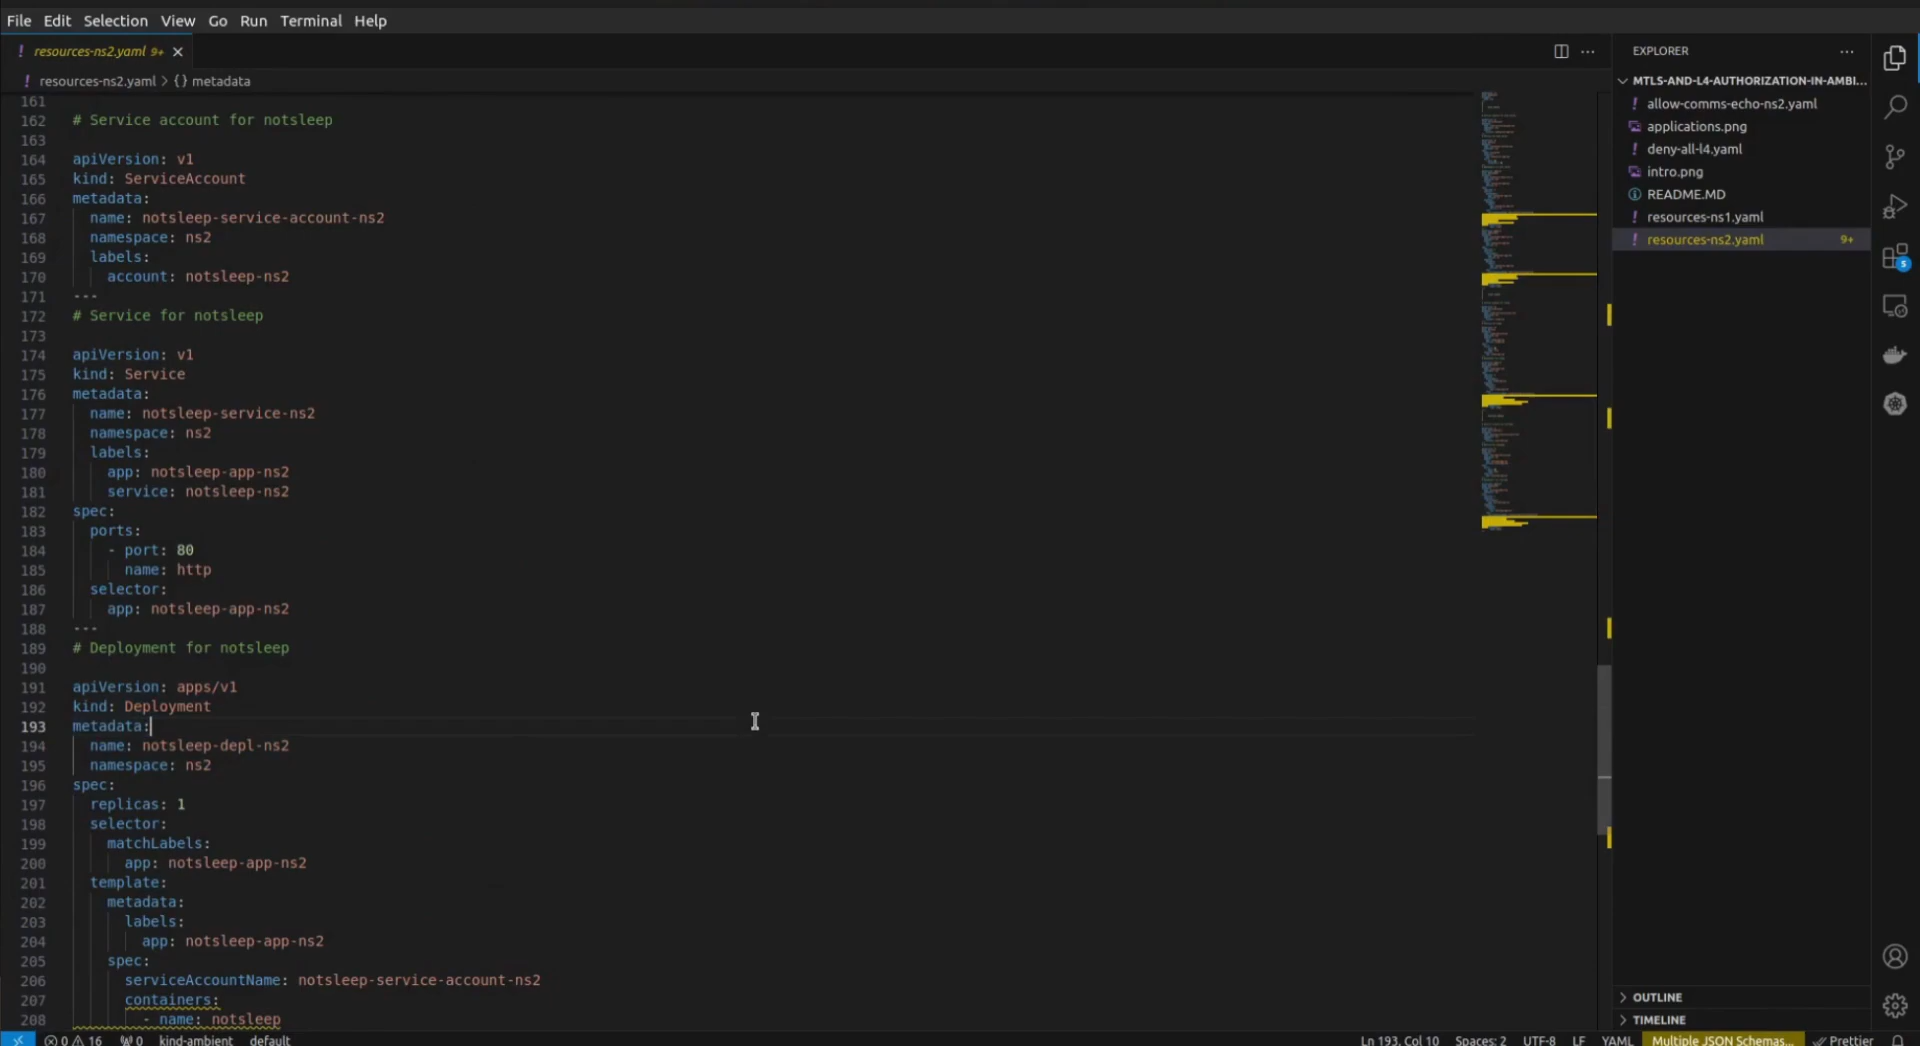 File Edit Selection View Go Run Terminal Help
! resources-ns2.yaml 9+
! resources-ns2.yaml > {} metadata
161
162 # Service account for notsleep
163
164 apiVersion: v1
165 kind: ServiceAccount
166 metadata:
167 name: notsleep-service-account-ns2
168 namespace: ns2
169 labels:
170 account: notsleep-ns2
171 ---
172 # Service for notsleep
173
174 apiVersion: v1
175 kind: Service
176 metadata:
177 name: notsleep-service-ns2
178 namespace: ns2
179 labels:
180 app: notsleep-app-ns2
181 service: notsleep-ns2
182 spec:
183 ports:
184 - port: 80
185 name: http
186 selector:
187 app: notsleep-app-ns2
188 ---
189 # Deployment for notsleep
190
191 apiVersion: apps/v1
192 kind: Deployment
193 metadata:
194 name: notsleep-depl-ns2
195 namespace: ns2
196 spec:
197 replicas: 1
198 selector:
199 matchLabels:
200 app: notsleep-app-ns2
201 template:
202 metadata:
203 labels:
204 app: notsleep-app-ns2
205 spec:
206 serviceAccountName: notsleep-service-account-ns2
207 containers:
208 - name: notsleep
EXPLORER
MTLS-AND-L4-AUTHORIZATION-IN-AMBI...
! allow-comms-echo-ns2.yaml
applications.png
! deny-all-l4.yaml
intro.png
README.MD
! resources-ns1.yaml
! resources-ns2.yaml 9+
5
OUTLINE
TIMELINE
0 16 0 kind-ambient default
Ln 193, Col 10 Spaces: 2 UTF-8 LF YAML Multiple JSON Schemas... Prettier